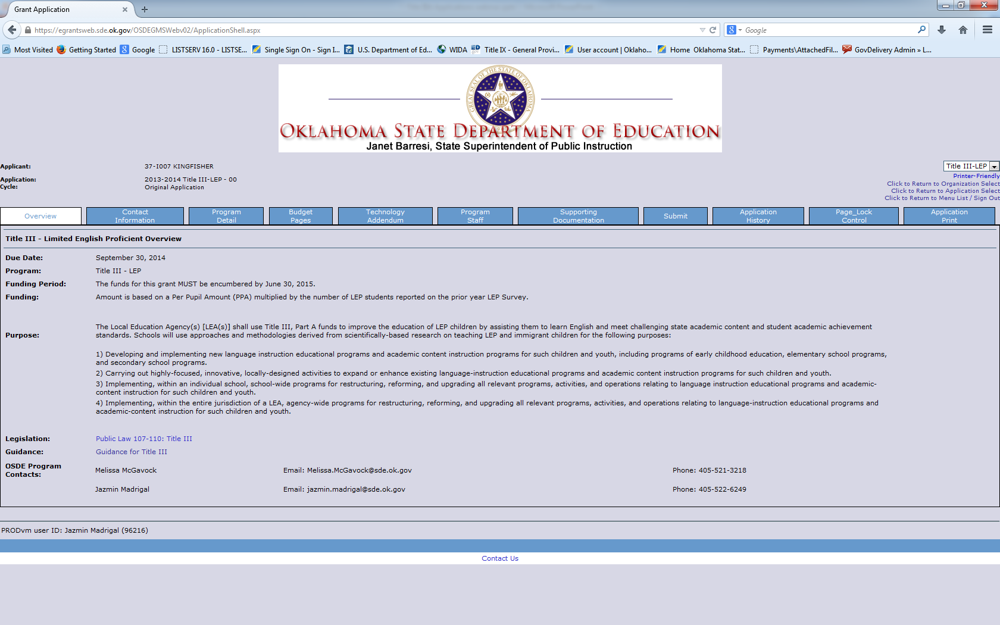 Grant Application
https://egrantsweb.sde.ok.gov/OSDEGMSWebv02/ApplicationShell.aspx
Google
Most Visited Getting Started Google LISTSERV 16.0 - LISTSE... Single Sign On - Sign I... U.S. Department of Ed... WIDA Title IX - General Provi... User account | Oklaho... Home Oklahoma Stat... Payments\AttachedFil... GovDelivery Admin » L...
GREAT SEAL OF THE STATE OF OKLAHOMA
OKLAHOMA STATE DEPARTMENT OF EDUCATION
Janet Barresi, State Superintendent of Public Instruction
Applicant: 37-I007 KINGFISHER
Title III-LEP
Printer-Friendly
Application: 2013-2014 Title III-LEP - 00
Click to Return to Organization Select
Cycle: Original Application
Click to Return to Application Select
Click to Return to Menu List / Sign Out
Overview
Contact Information
Program Detail
Budget Pages
Technology Addendum
Program Staff
Supporting Documentation
Submit
Application History
Page_Lock Control
Application Print
Title III - Limited English Proficient Overview
Due Date: September 30, 2014
Program: Title III - LEP
Funding Period: The funds for this grant MUST be encumbered by June 30, 2015.
Funding: Amount is based on a Per Pupil Amount (PPA) multiplied by the number of LEP students reported on the prior year LEP Survey.
Purpose:
The Local Education Agency(s) [LEA(s)] shall use Title III, Part A funds to improve the education of LEP children by assisting them to learn English and meet challenging state academic content and student academic achievement
standards. Schools will use approaches and methodologies derived from scientifically-based research on teaching LEP and immigrant children for the following purposes:
1) Developing and implementing new language instruction educational programs and academic content instruction programs for such children and youth, including programs of early childhood education, elementary school programs,
and secondary school programs.
2) Carrying out highly-focused, innovative, locally-designed activities to expand or enhance existing language-instruction educational programs and academic content instruction programs for such children and youth.
3) Implementing, within an individual school, school-wide programs for restructuring, reforming, and upgrading all relevant programs, activities, and operations relating to language instruction educational programs and academic-
content instruction for such children and youth.
4) Implementing, within the entire jurisdiction of a LEA, agency-wide programs for restructuring, reforming, and upgrading all relevant programs, activities, and operations relating to language-instruction educational programs and
academic-content instruction for such children and youth.
Legislation: Public Law 107-110: Title III
Guidance: Guidance for Title III
OSDE Program
Contacts:
Melissa McGavock Email: Melissa.McGavock@sde.ok.gov Phone: 405-521-3218
Jazmin Madrigal Email: jazmin.madrigal@sde.ok.gov Phone: 405-522-6249
PRODvm user ID: Jazmin Madrigal (96216)
Contact Us